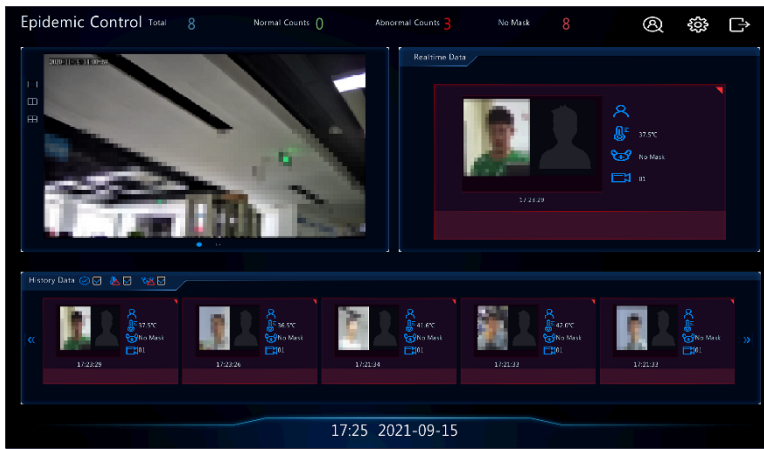 Epidemic Control Total 8 Normal Counts 0 Abnormal Counts 3 No Mask 8
Realtime Data
37.5℃
No Mask
01
17:23:29
History Data
37.5℃
No Mask
01
17:23:29
36.5℃
No Mask
01
17:23:26
41.6℃
No Mask
01
17:21:34
42.0℃
No Mask
01
17:21:33
No Mask
01
17:21:33
17:25 2021-09-15